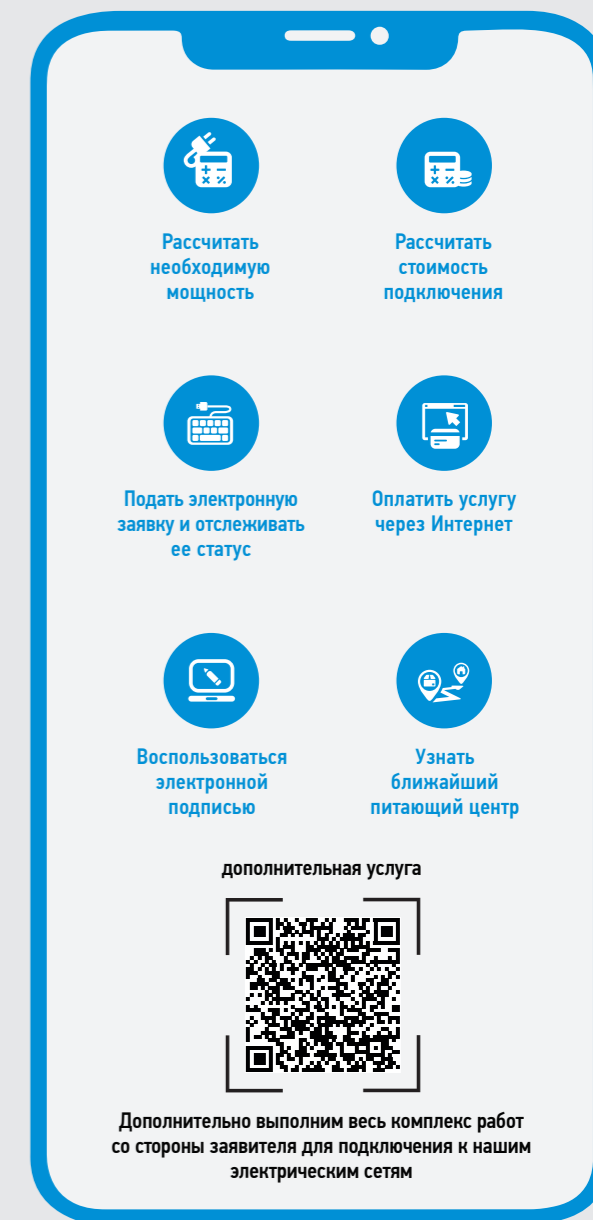 Рассчитать
необходимую
мощность
Рассчитать
стоимость
подключения
Подать электронную
заявку и отслеживать
ее статус
Оплатить услугу
через Интернет
Воспользоваться
электронной
подписью
Узнать
ближайший
питающий центр
дополнительная услуга
Дополнительно выполним весь комплекс работ
со стороны заявителя для подключения к нашим
электрическим сетям